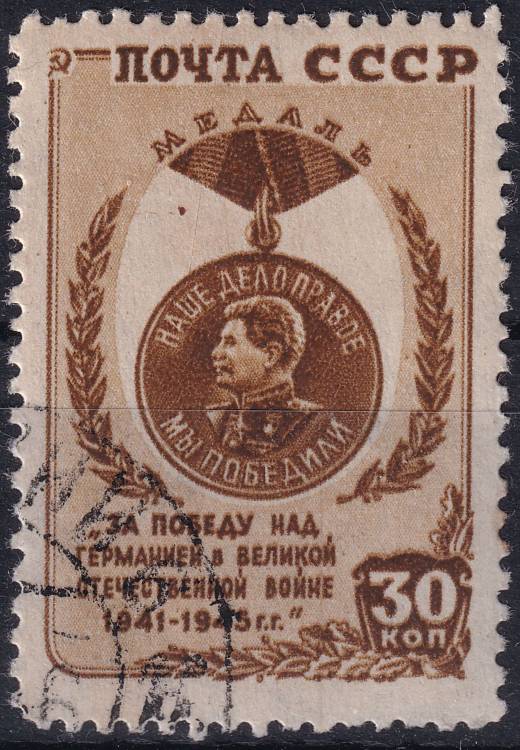 ПОЧТА СССР
МЕДАЛЬ
НАШЕ ДЕЛО ПРАВОЕ
МЫ ПОБЕДИЛИ
„ЗА ПОБЕДУ НАД
ГЕРМАНИЕЙ В ВЕЛИКОЙ
ОТЕЧЕСТВЕННОЙ ВОЙНЕ
1941-1945 г.г."
30
КОП